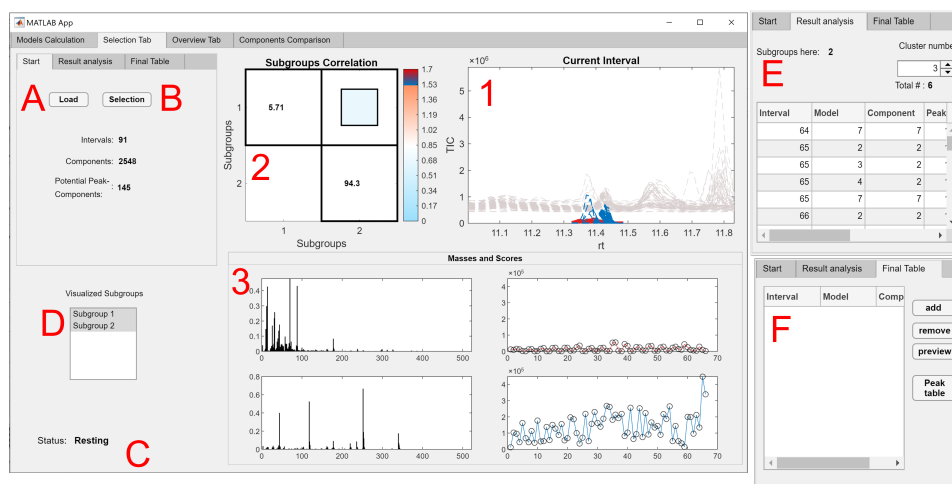 MATLAB App
Models Calculation Selection Tab Overview Tab Components Comparison
Start Result analysis Final Table
A Load Selection B
Intervals: 91
Components: 2548
Potential Peak-
Components: : 145
Visualized Subgroups
D
Subgroup 1
Subgroup 2
Status: Resting
C
Subgroups Correlation
Subgroups
1
2
5.71
94.3
2
1 2
Subgroups
1.7
1.53
1.36
1.19
1.02
0.85
0.68
0.51
0.34
0.17
0
×10⁶
Current Interval
1
TIC
5
4
3
2
1
0
11.1 11.2 11.3 11.4 11.5 11.6 11.7 11.8
rt
Masses and Scores
3
0.4
0.3
0.2
0.1
0
0 100 200 300 400 500
×10⁶
4
3
2
1
0
0 10 20 30 40 50 60 70
0.8
0.6
0.4
0.2
0
0 100 200 300 400 500
×10⁶
4
3
2
1
0
0 10 20 30 40 50 60 70
Start Result analysis Final Table
Subgroups here: 2
Cluster numbe
E
3
Total # : 6
Interval Model Component Peak
64 7 7
65 2 2
65 3 2
65 4 2
65 7 2
66 2 2
Start Result analysis Final Table
Interval Model Comp
F
add
remove
preview
Peak
table